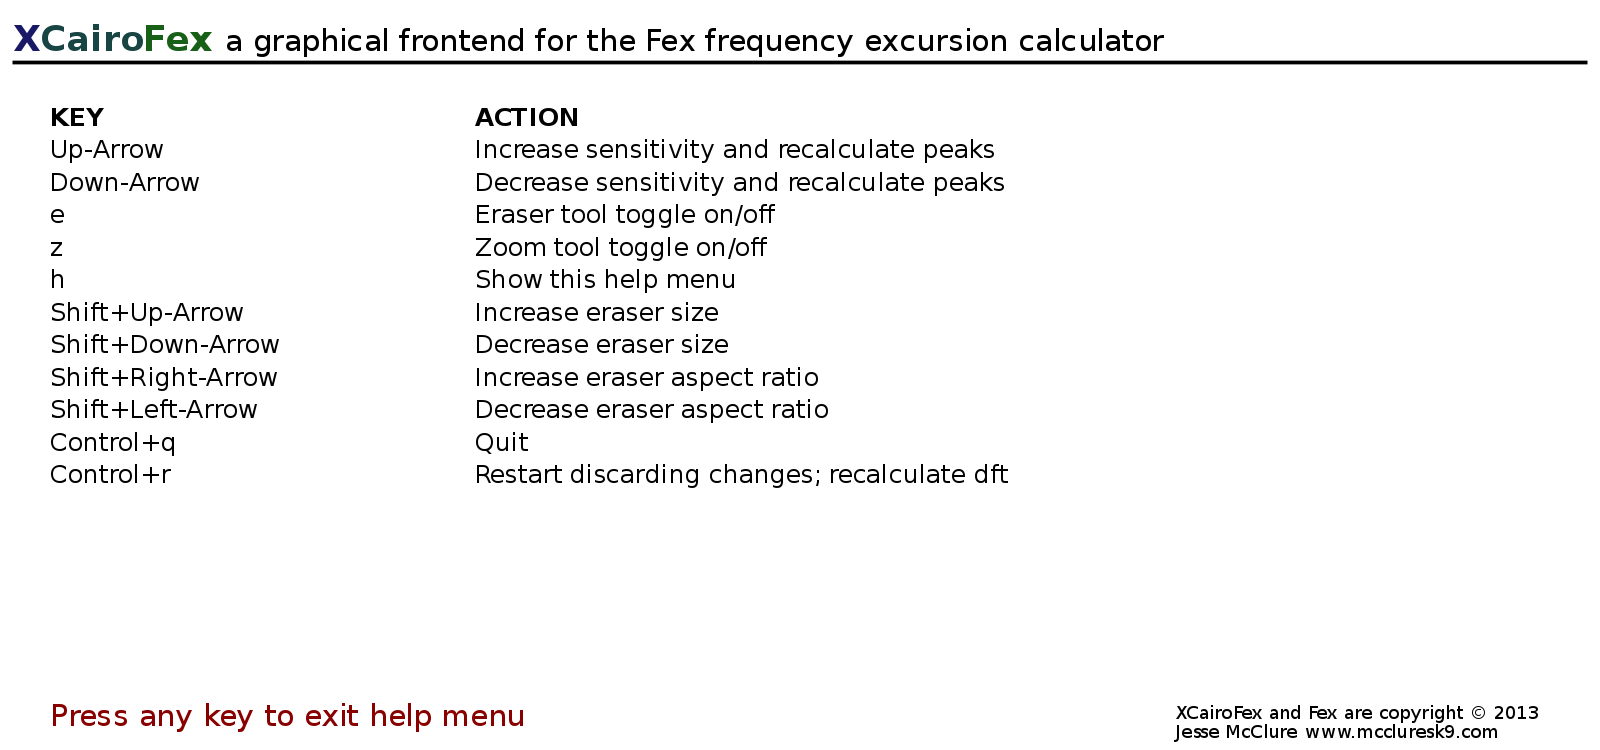 XCairoFex a graphical frontend for the Fex frequency excursion calculator
KEY ACTION
Up-Arrow Increase sensitivity and recalculate peaks
Down-Arrow Decrease sensitivity and recalculate peaks
e Eraser tool toggle on/off
z Zoom tool toggle on/off
h Show this help menu
Shift+Up-Arrow Increase eraser size
Shift+Down-Arrow Decrease eraser size
Shift+Right-Arrow Increase eraser aspect ratio
Shift+Left-Arrow Decrease eraser aspect ratio
Control+q Quit
Control+r Restart discarding changes; recalculate dft
Press any key to exit help menu
XCairoFex and Fex are copyright © 2013
Jesse McClure www.mccluresk9.com